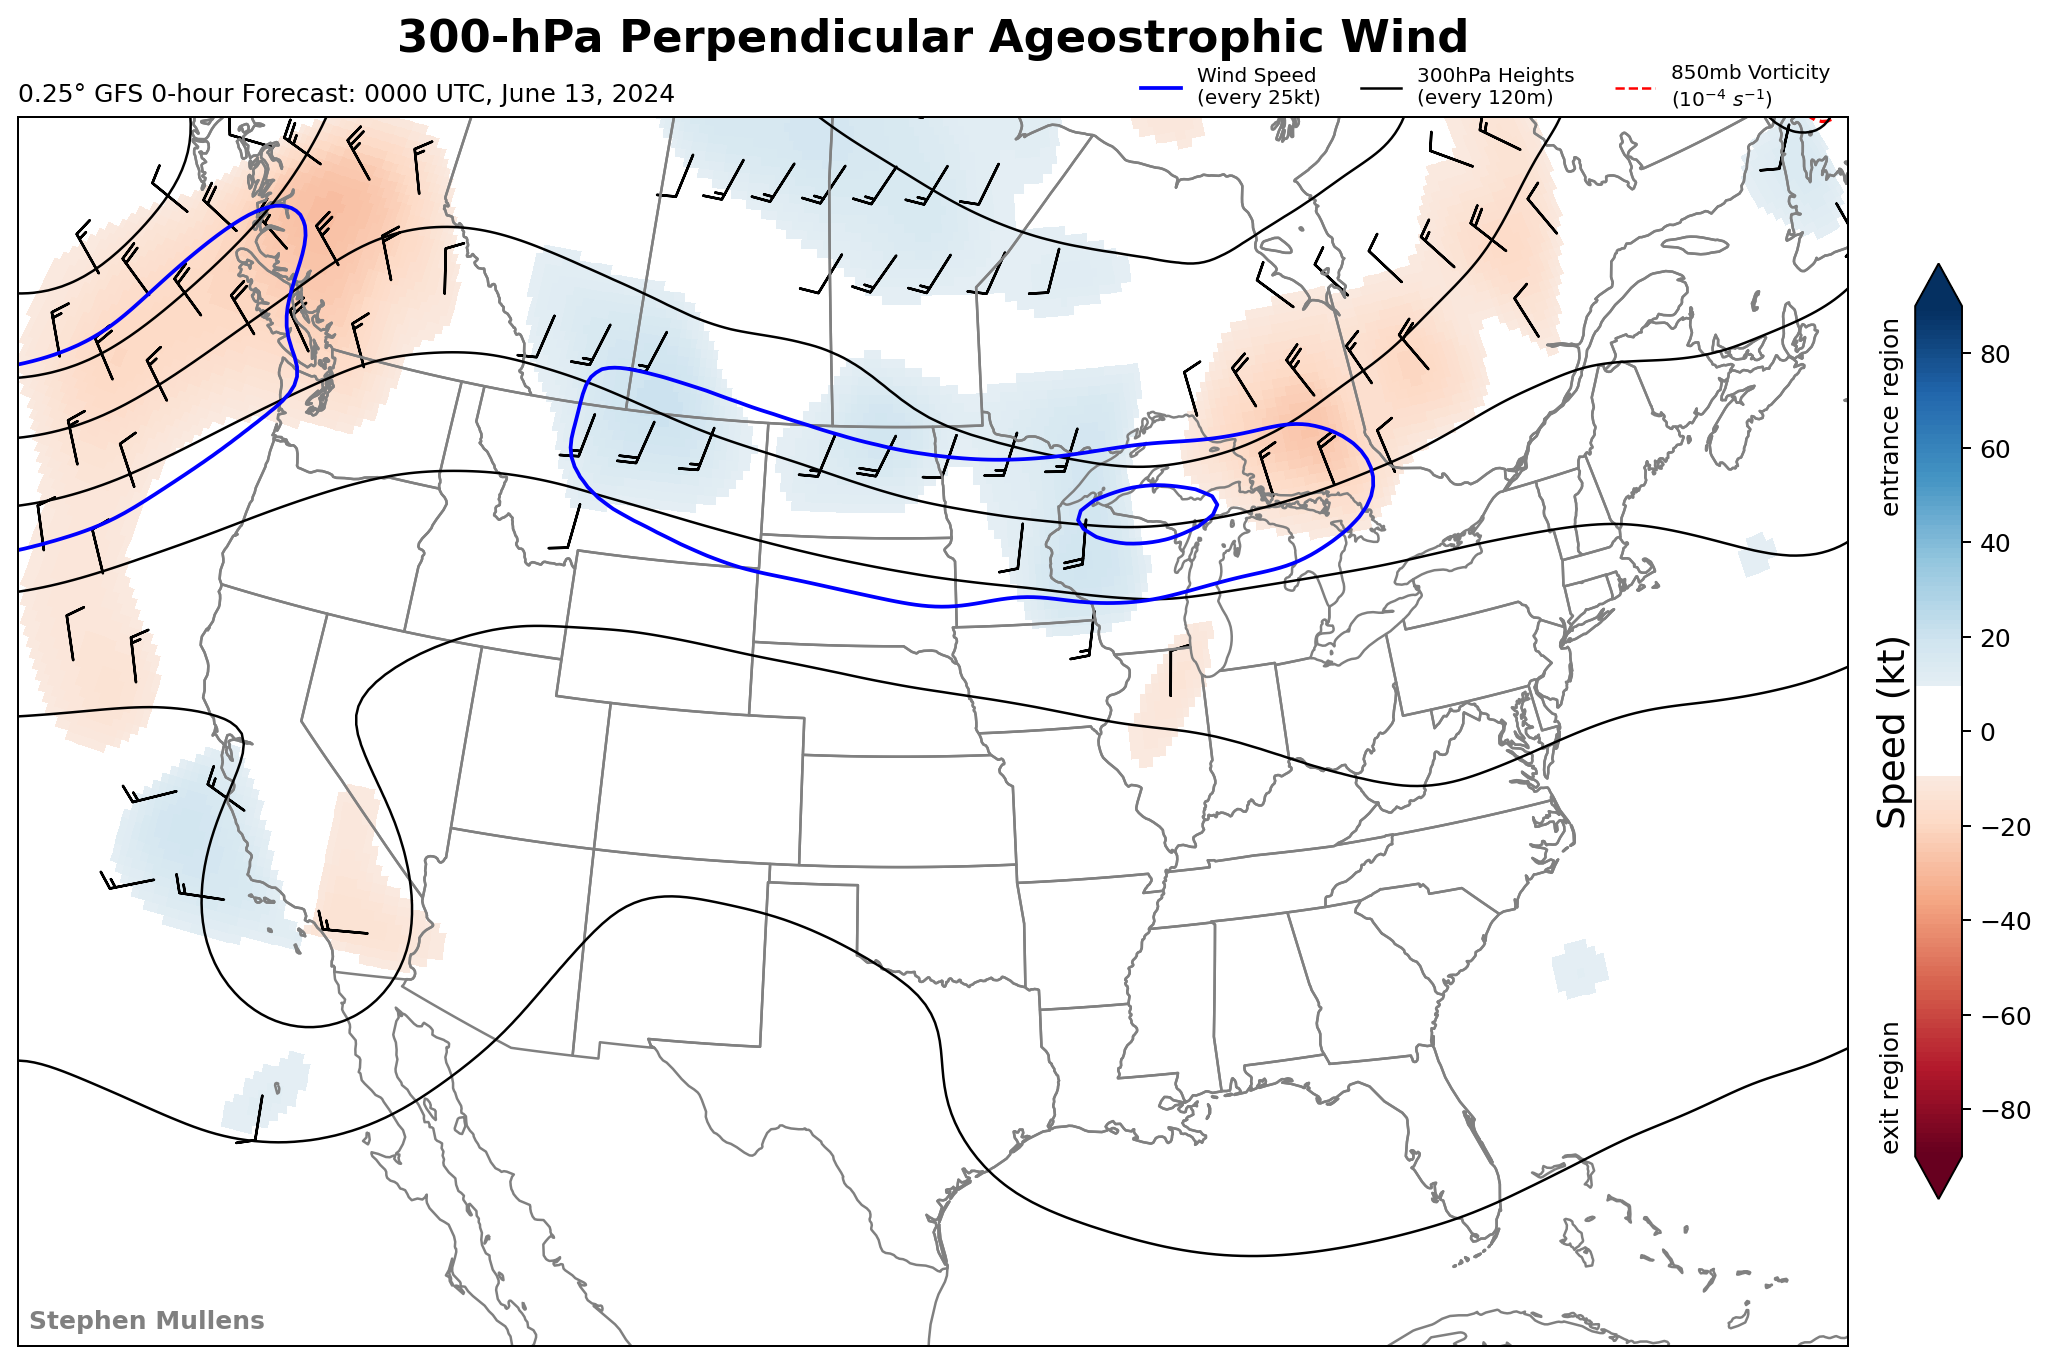 300-hPa Perpendicular Ageostrophic Wind
0.25° GFS 0-hour Forecast: 0000 UTC, June 13, 2024
Wind Speed
(every 25kt)
300hPa Heights
(every 120m)
850mb Vorticity
(10⁻⁴ s⁻¹)
entrance region
Speed (kt)
exit region
80
60
40
20
0
−20
−40
−60
−80
Stephen Mullens